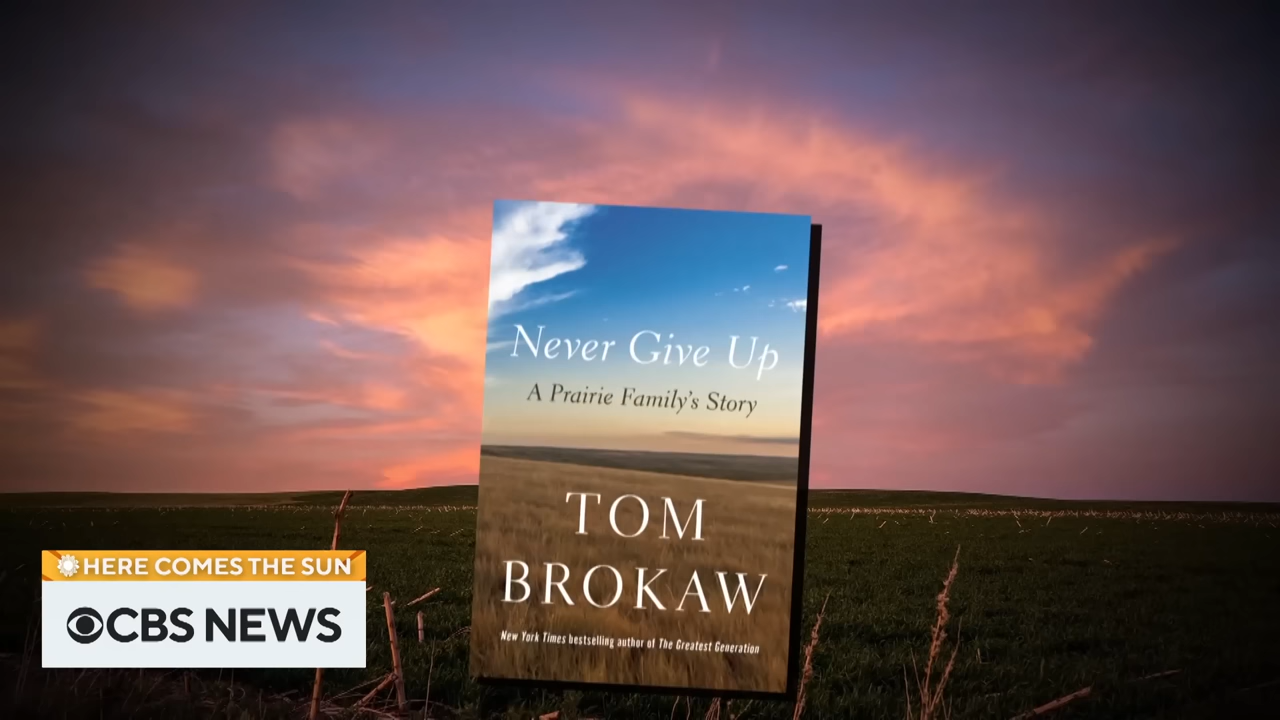 Never Give Up
A Prairie Family's Story
TOM
BROKAW
New York Times bestselling author of The Greatest Generation
HERE COMES THE SUN
CBS NEWS